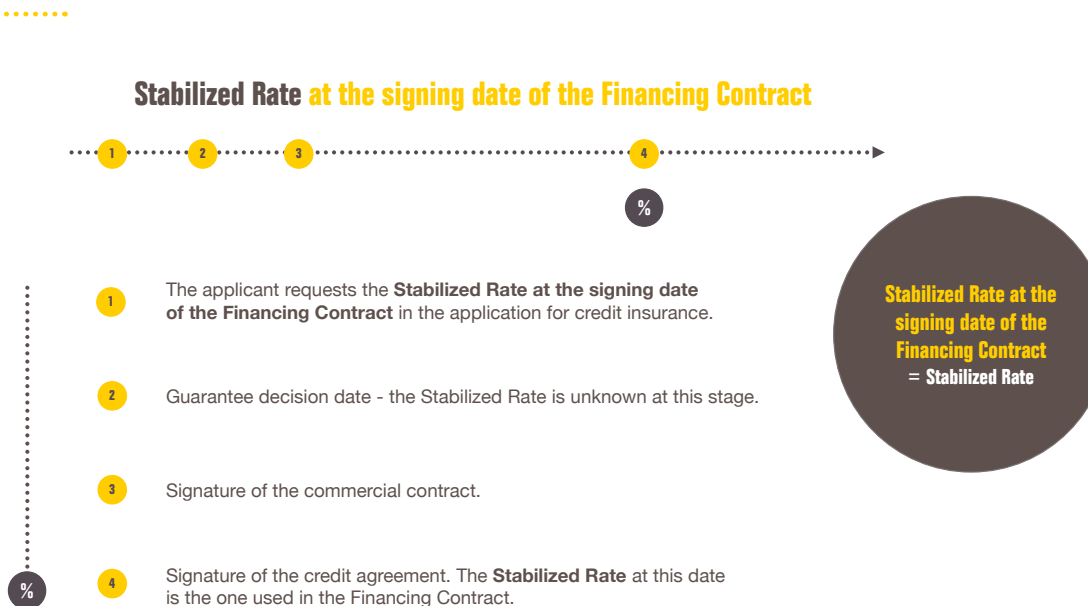 Stabilized Rate at the signing date of the Financing Contract
1 2 3 4
%
1 The applicant requests the Stabilized Rate at the signing date
of the Financing Contract in the application for credit insurance.
2 Guarantee decision date - the Stabilized Rate is unknown at this stage.
3 Signature of the commercial contract.
% 4 Signature of the credit agreement. The Stabilized Rate at this date
is the one used in the Financing Contract.
Stabilized Rate at the
signing date of the
Financing Contract
= Stabilized Rate